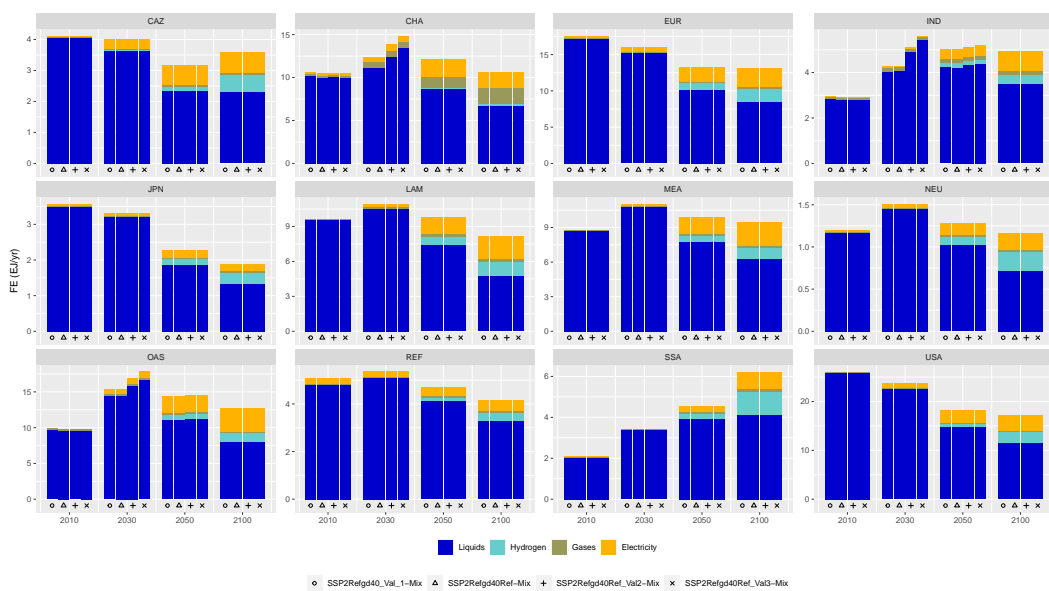 CAZ CHA EUR IND
4 3 2 1 0
15 10 5 0
15 10 5 0
4 2 0
JPN LAM MEA NEU
FE (EJ/yr)
3 2 1 0
9 6 3 0
9 6 3 0
1.5 1.0 0.5 0.0
OAS REF SSA USA
15 10 5 0
4 2 0
6 4 2 0
20 10 0
2010 2030 2050 2100 2010 2030 2050 2100 2010 2030 2050 2100 2010 2030 2050 2100
Liquids Hydrogen Gases Electricity
SSP2Refgd40_Val_1−Mix SSP2Refgd40Ref−Mix SSP2Refgd40Ref_Val2−Mix SSP2Refgd40Ref_Val3−Mix